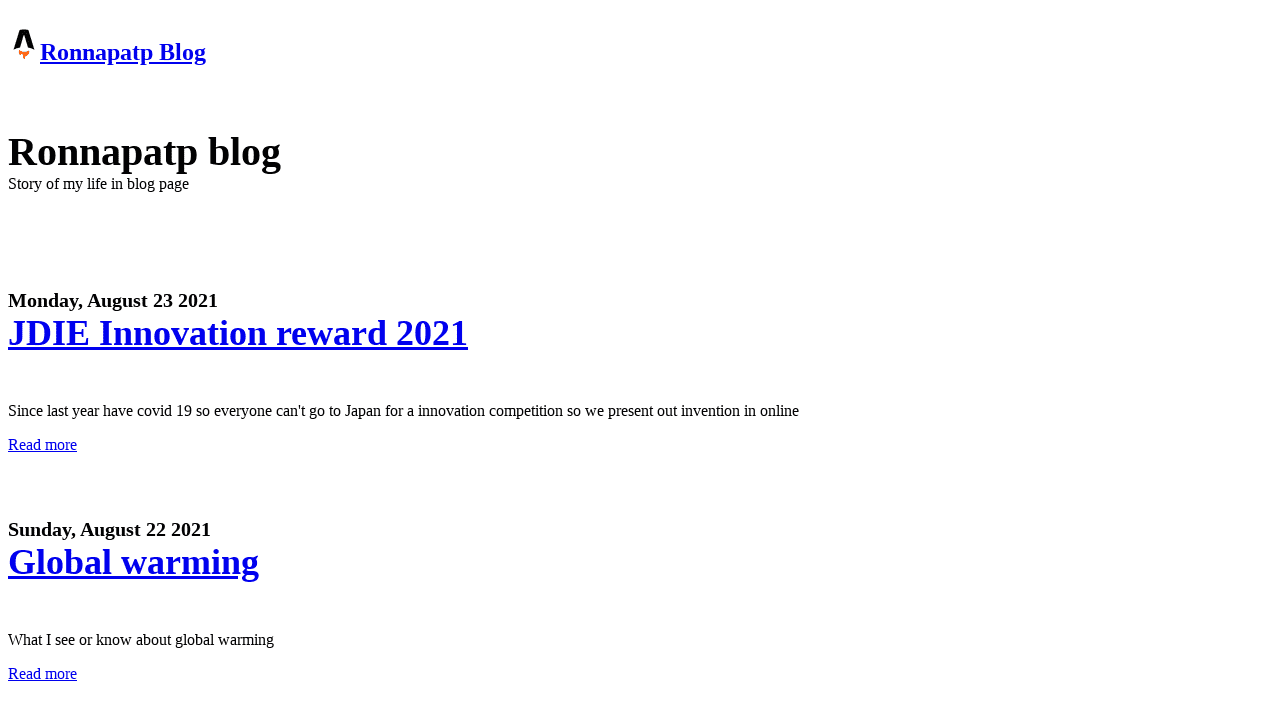 Ronnapatp Blog
Ronnapatp blog
Story of my life in blog page
Monday, August 23 2021
JDIE Innovation reward 2021
Since last year have covid 19 so everyone can't go to Japan for a innovation competition so we present out invention in online
Read more
Sunday, August 22 2021
Global warming
What I see or know about global warming
Read more